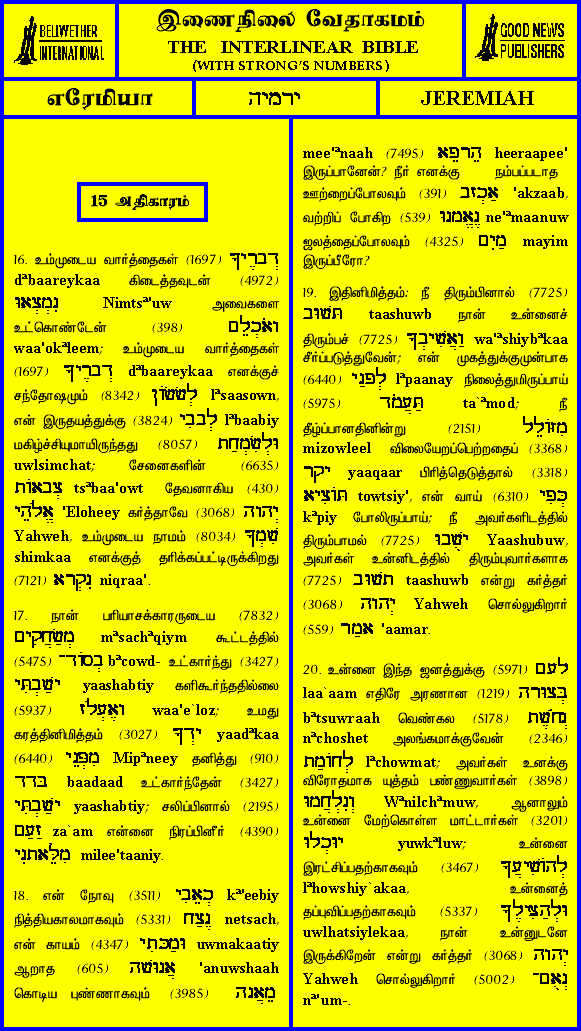 BELLWETHER
INTERNATIONAL
இணைநிலை வேதாகமம்
THE INTERLINEAR BIBLE
(WITH STRONG'S NUMBERS)
GOOD NEWS
PUBLISHERS
எரேமியா
ירמיה
JEREMIAH
15 அதிகாரம்
16. உம்முடைய வார்த்தைகள் (1697) דְבָרֶיךָ
dᵊbaareykaa கிடைத்தவுடன் (4972)
נִמְצְאוּ Nimtsᵊ'uw அவைகளை
உட்கொண்டேன் (398) וָאֹכְלֵם
waa'okᵊleem; உம்முடைய வார்த்தைகள்
(1697) דְבָרֶיךָ dᵊbaareykaa எனக்குச்
சந்தோஷமும் (8342) לְשָׂשׂוֹן lᵊsaasown,
என் இருதயத்துக்கு (3824) לְבָבִי lᵊbaabiy
மகிழ்ச்சியுமாயிருந்தது (8057) וּלְשִׂמְחַת
uwlsimchat; சேனைகளின் (6635)
צְבָאוֹת tsᵊbaa'owt தேவனாகிய (430)
אֱלֹהֵי 'Eloheey கர்த்தாவே (3068) יְהוָה
Yahweh, உம்முடைய நாமம் (8034) שִׁמְךָ
shimkaa எனக்குத் தரிக்கப்பட்டிருக்கிறது
(7121) נִקְרָא niqraa'.
17. நான் பரியாசக்காரருடைய (7832)
מְשַׂחֲקִים mᵊsachᵃqiym கூட்டத்தில்
(5475) בְסוֹד־ bᵊcowd- உட்கார்ந்து (3427)
יָשַׁבְתִּי yaashabtiy களிகூர்ந்ததில்லை
(5937) וָאֶעְלֹז waa'e`loz; உமது
கரத்தினிமித்தம் (3027) יָדְךָ yaadᵊkaa
(6440) מִפְּנֵי Mipᵊneey தனித்து (910)
בָּדָד baadaad உட்கார்ந்தேன் (3427)
יָשַׁבְתִּי yaashabtiy; சலிப்பினால் (2195)
זַעַם za`am என்னை நிரப்பினீர் (4390)
מִלֵּאתָנִי milee'taaniy.
18. என் நோவு (3511) כְאֵבִי kᵊ'eebiy
நித்தியகாலமாகவும் (5331) נֶצַח netsach,
என் காயம் (4347) וּמַכָּתִי uwmakaatiy
ஆறாத (605) אֲנוּשָׁה 'anuwshaah
கொடிய புண்ணாகவும் (3985) מֵאֲנָה
mee'ᵃnaah (7495) הֵרָפֵא heeraapee'
இருப்பானேன்? நீர் எனக்கு நம்பப்படாத
ஊற்றைப்போலவும் (391) אַכְזָב 'akzaab,
வற்றிப் போகிற (539) נֶאֱמָנוּ ne'ᵉmaanuw
ஜலத்தைப்போலவும் (4325) מַיִם mayim
இருப்பீரோ?
19. இதினிமித்தம்: நீ திரும்பினால் (7725)
תָּשׁוּב taashuwb நான் உன்னைச்
திருபச் (7725) וַאֲשִׁיבְךָ wa'ᵃshiybᵊkaa
சீர்ப்படுத்துவேன்; என் முகத்துக்குமுன்பாக
(6440) לְפָנַי lᵊpaanay நிலைத்துமிருப்பாய்
(5975) תַּעֲמֹד ta`ᵃmod; நீ
தீழ்ப்பானதினின்று (2151) מִזּוֹלֵל
mizowleel விலையேறப்பெற்றதைப் (3368)
יָקָר yaaqaar பிரித்தெடுத்தால் (3318)
תּוֹצִיא towtsiy', என் வாய் (6310) כְּפִי
kᵊpiy போலிருப்பாய்; நீ அவர்களிடத்தில்
திரும்பாமல் (7725) יָשֻׁבוּ Yaashubuw,
அவர்கள் உன்னிடத்தில் திரும்புவார்களாக
(7725) תָשׁוּב taashuwb என்று கர்த்தர்
(3068) יְהוָה Yahweh சொல்லுகிறார்
(559) אָמַר 'aamar.
20. உன்னை இந்த ஜனத்துக்கு (5971) לָעָם
laa`aam எதிரே அரணான (1219) בְּצוּרָה
bᵊtsuwraah வெண்கல (5178) נְחֹשֶׁת
nᵊchoshet அலங்கமாக்குவேன் (2346)
לְחוֹמַת lᵊchowmat; அவர்கள் உனக்கு
விரோதமாக யுத்தம் பண்ணுவார்கள் (3898)
וְנִלְחֲמוּ Wᵊnilchᵃmuw, ஆனாலும்
உன்னை மேற்கொள்ள மாட்டார்கள் (3201)
יוּכְלוּ yuwkᵊluw; உன்னை
இரட்சிப்பதற்காகவும் (3467) לְהוֹשִׁיעֲךָ
lᵊhowshiy`akaa, உன்னைத்
தப்புவிப்பதற்காகவும் (5337) וּלְהַצִּילֶךָ
uwlhatsiylekaa, நான் உன்னுடனே
இருக்கிறேன் என்று கர்த்தர் (3068) יְהוָה
Yahweh சொல்லுகிறார் (5002) נְאֻם־
nᵊ'um-.